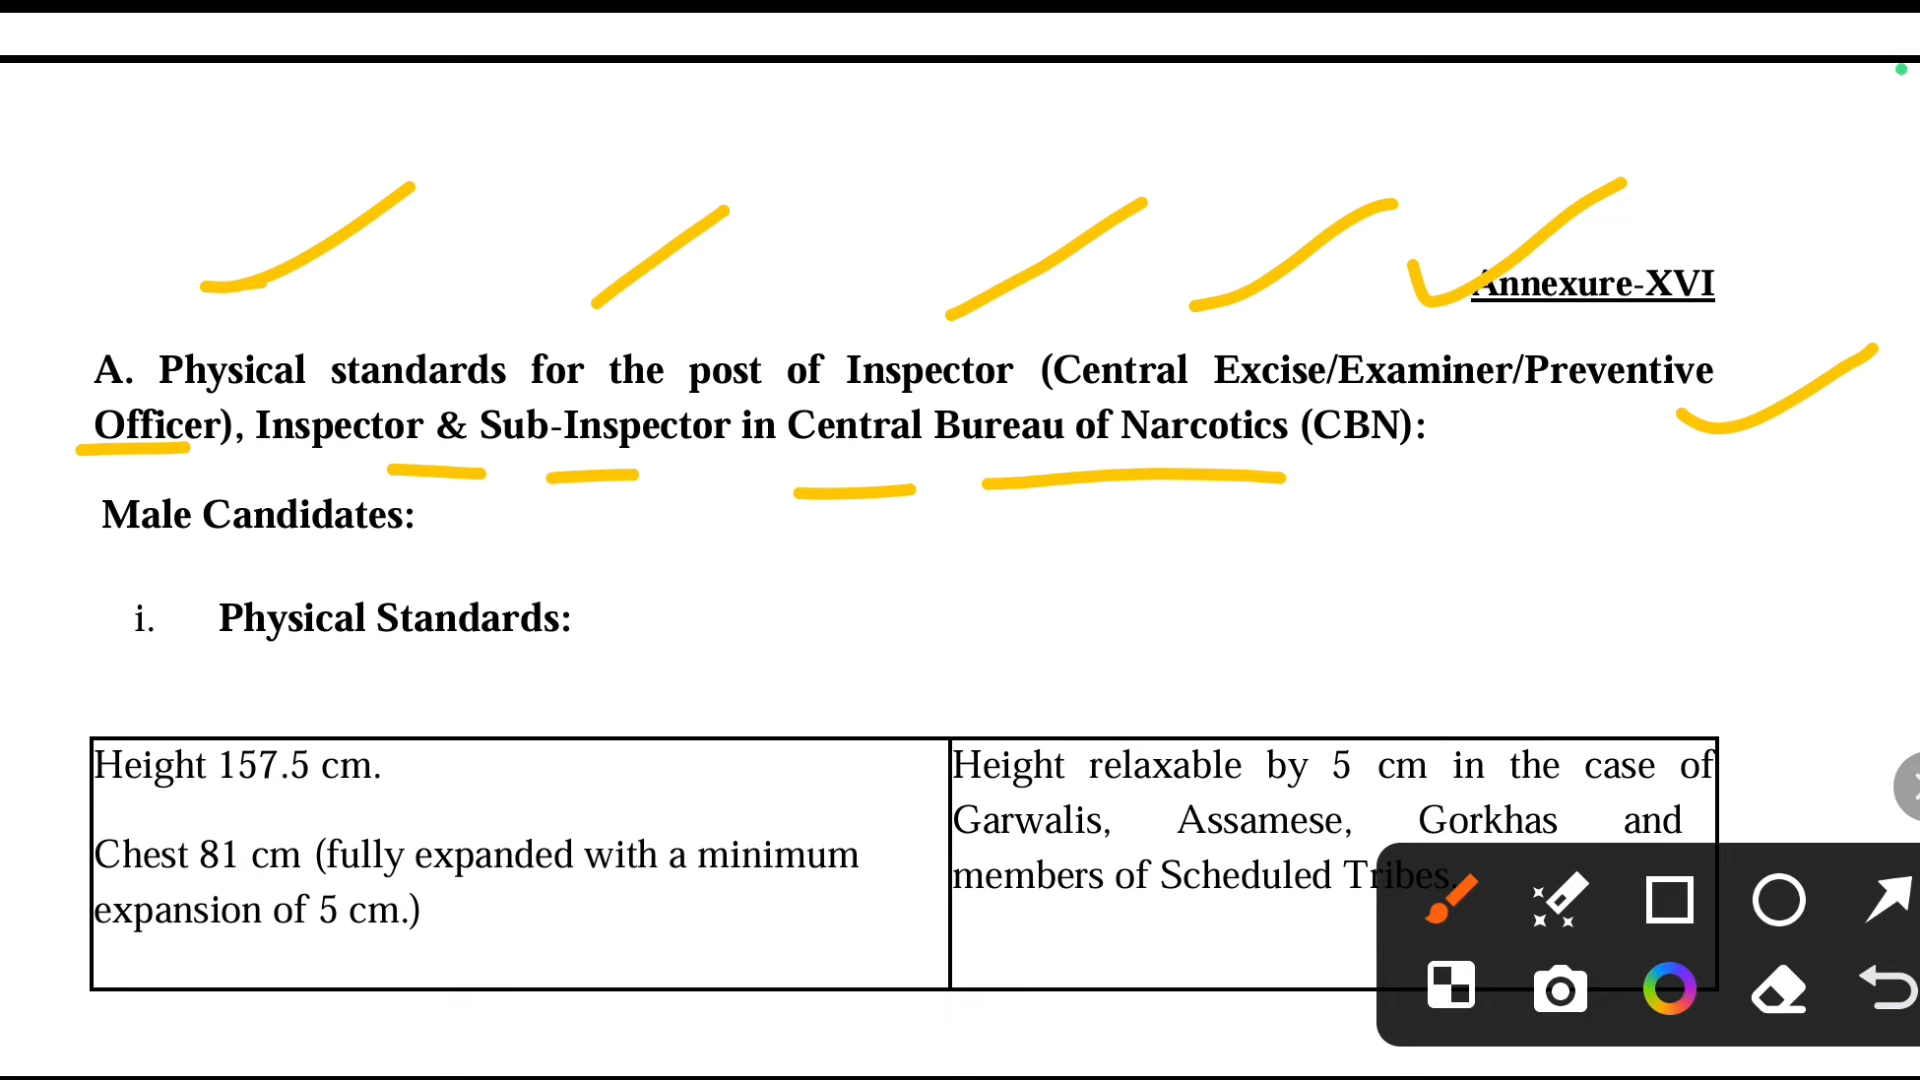 Annexure-XVI
A. Physical standards for the post of Inspector (Central Excise/Examiner/Preventive
Officer), Inspector & Sub-Inspector in Central Bureau of Narcotics (CBN):
Male Candidates:
i. Physical Standards:
Height 157.5 cm.
Chest 81 cm (fully expanded with a minimum
expansion of 5 cm.)
Height relaxable by 5 cm in the case of
Garwalis, Assamese, Gorkhas and
members of Scheduled Tribes.